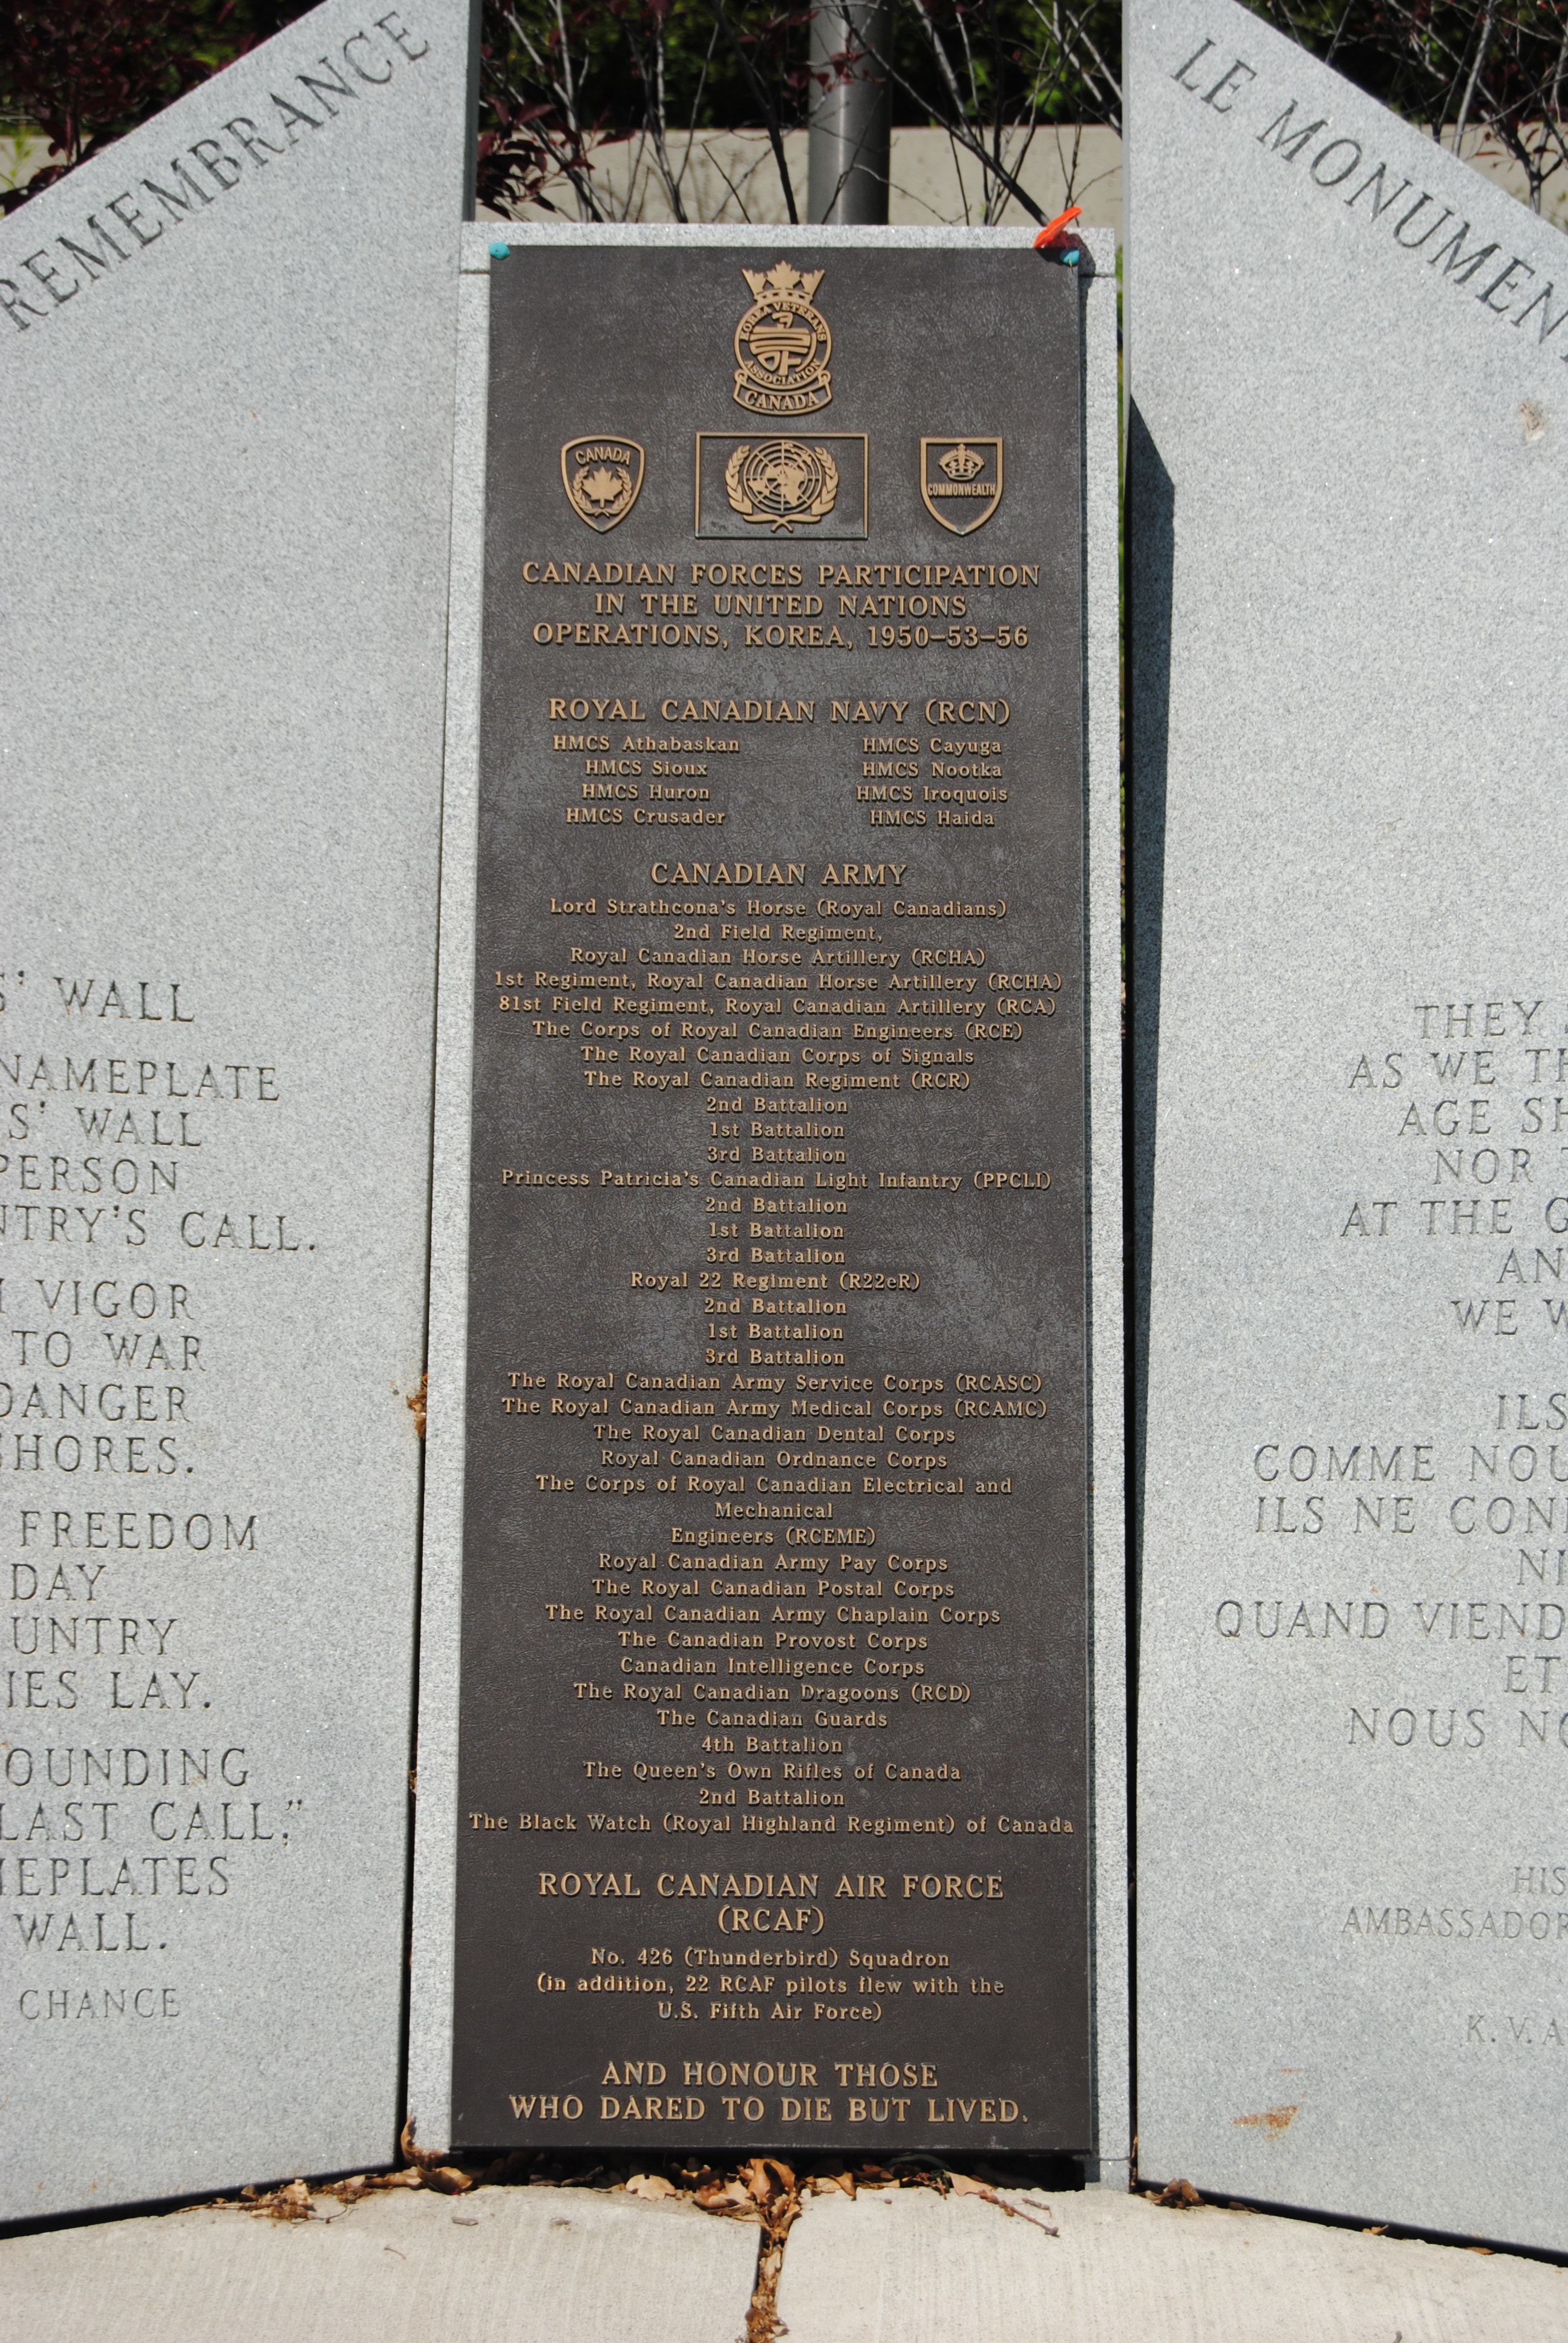 REMEMBRANCE
S' WALL
NAMEPLATE
S' WALL
PERSON
NTRY'S CALL.
VIGOR
TO WAR
DANGER
SHORES.
FREEDOM
DAY
UNTRY
IES LAY.
OUNDING
LAST CALL,"
MEPLATES
WALL.
CHANCE
KOREA VETERANS
ASSOCIATION
CANADA
CANADA
COMMONWEALTH
CANADIAN FORCES PARTICIPATION
IN THE UNITED NATIONS
OPERATIONS, KOREA, 1950-53-56
ROYAL CANADIAN NAVY (RCN)
HMCS Athabaskan HMCS Cayuga
HMCS Sioux HMCS Nootka
HMCS Huron HMCS Iroquois
HMCS Crusader HMCS Haida
CANADIAN ARMY
Lord Strathcona's Horse (Royal Canadians)
2nd Field Regiment,
Royal Canadian Horse Artillery (RCHA)
1st Regiment, Royal Canadian Horse Artillery (RCHA)
81st Field Regiment, Royal Canadian Artillery (RCA)
The Corps of Royal Canadian Engineers (RCE)
The Royal Canadian Corps of Signals
The Royal Canadian Regiment (RCR)
2nd Battalion
1st Battalion
3rd Battalion
Princess Patricia's Canadian Light Infantry (PPCLI)
2nd Battalion
1st Battalion
3rd Battalion
Royal 22 Regiment (R22eR)
2nd Battalion
1st Battalion
3rd Battalion
The Royal Canadian Army Service Corps (RCASC)
The Royal Canadian Army Medical Corps (RCAMC)
The Royal Canadian Dental Corps
Royal Canadian Ordnance Corps
The Corps of Royal Canadian Electrical and
Mechanical
Engineers (RCEME)
Royal Canadian Army Pay Corps
The Royal Canadian Postal Corps
The Royal Canadian Army Chaplain Corps
The Canadian Provost Corps
Canadian Intelligence Corps
The Royal Canadian Dragoons (RCD)
The Canadian Guards
4th Battalion
The Queen's Own Rifles of Canada
2nd Battalion
The Black Watch (Royal Highland Regiment) of Canada
ROYAL CANADIAN AIR FORCE
(RCAF)
No. 426 (Thunderbird) Squadron
(in addition, 22 RCAF pilots flew with the
U.S. Fifth Air Force)
AND HONOUR THOSE
WHO DARED TO DIE BUT LIVED.
LE MONUMEN
THEY
AS WE TH
AGE SH
NOR T
AT THE G
AN
WE W
ILS
COMME NOU
ILS NE CON
NI
QUAND VIEND
ET
NOUS NO
HIS
AMBASSADOR
K.V.A